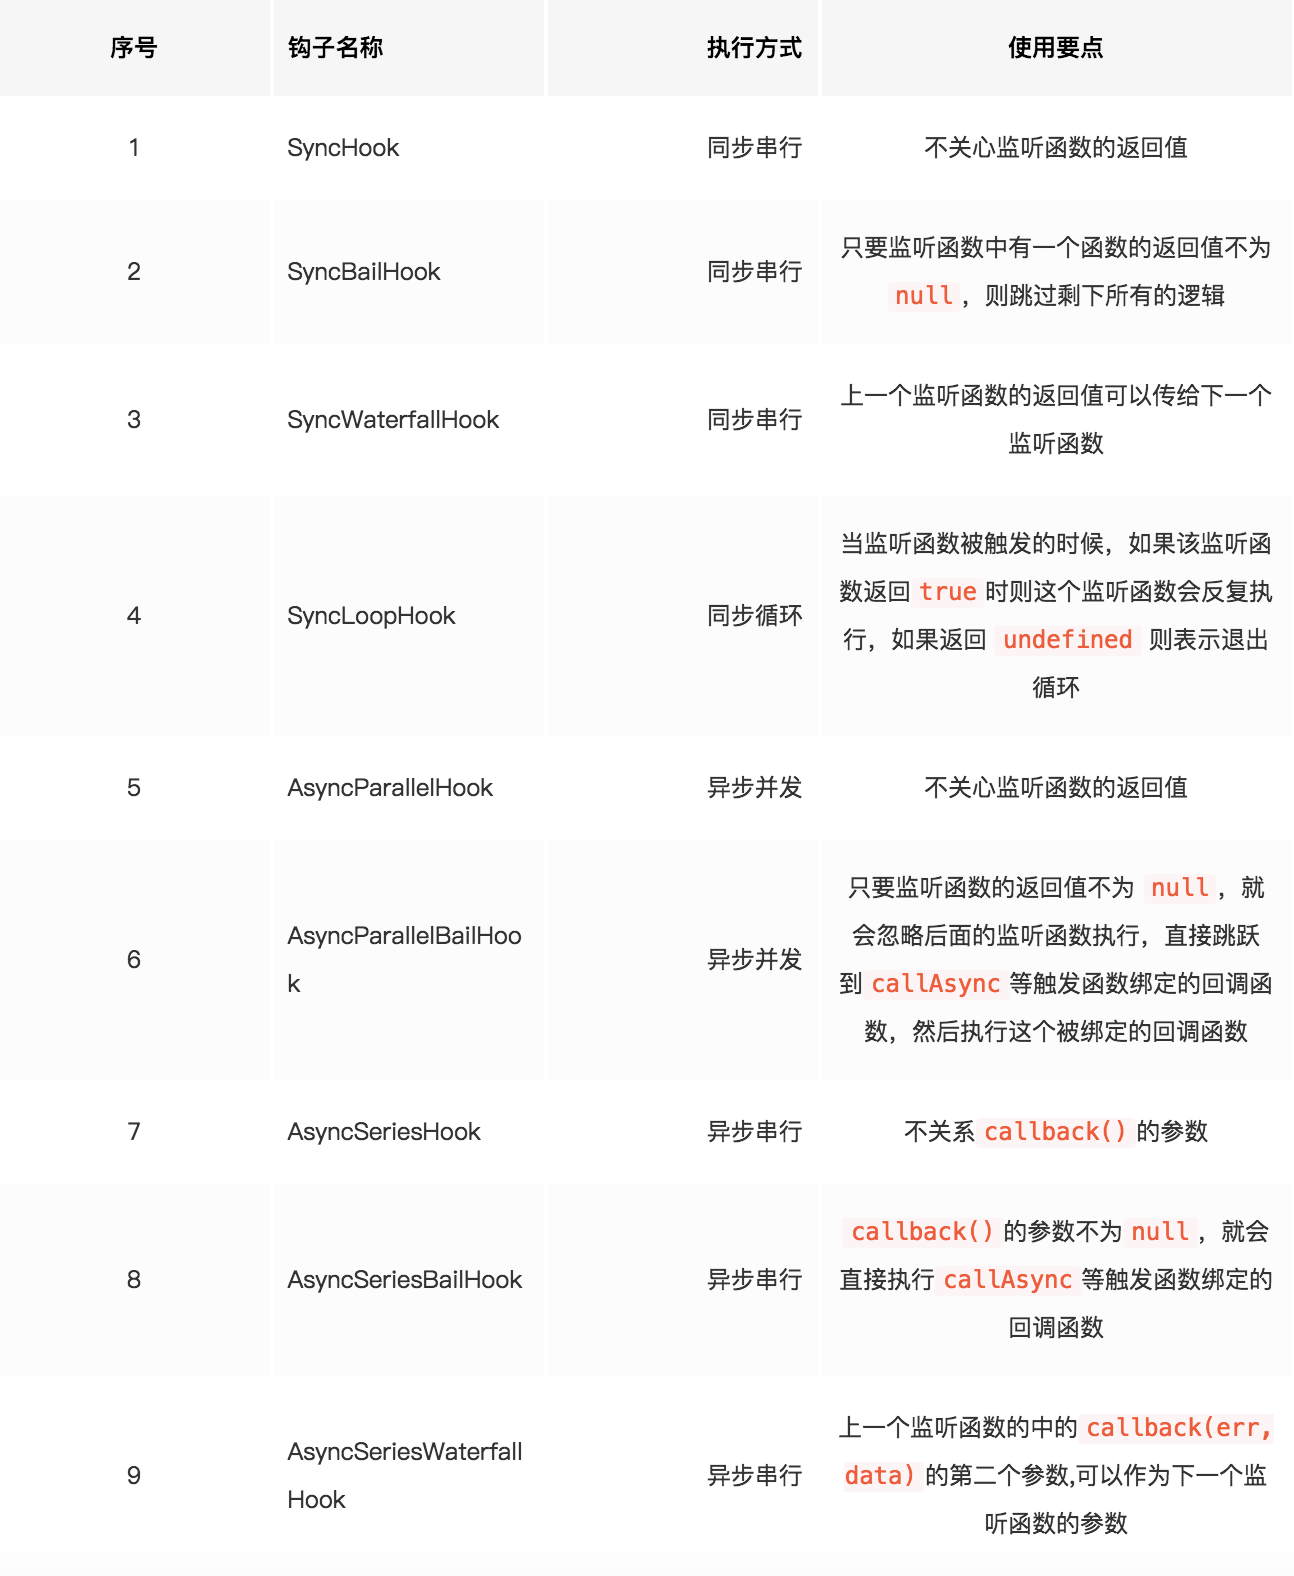 序号 钩子名称 执行方式 使用要点
1 SyncHook 同步串行 不关心监听函数的返回值
2 SyncBailHook 同步串行 只要监听函数中有一个函数的返回值不为
null，则跳过剩下所有的逻辑
3 SyncWaterfallHook 同步串行 上一个监听函数的返回值可以传给下一个
监听函数
4 SyncLoopHook 同步循环 当监听函数被触发的时候，如果该监听函
数返回 true 时则这个监听函数会反复执
行，如果返回 undefined 则表示退出
循环
5 AsyncParallelHook 异步并发 不关心监听函数的返回值
6 AsyncParallelBailHoo
k 异步并发 只要监听函数的返回值不为 null，就
会忽略后面的监听函数执行，直接跳跃
到 callAsync 等触发函数绑定的回调函
数，然后执行这个被绑定的回调函数
7 AsyncSeriesHook 异步串行 不关系 callback() 的参数
8 AsyncSeriesBailHook 异步串行 callback() 的参数不为 null，就会
直接执行 callAsync 等触发函数绑定的
回调函数
9 AsyncSeriesWaterfall
Hook 异步串行 上一个监听函数的中的 callback(err,
data) 的第二个参数,可以作为下一个监
听函数的参数